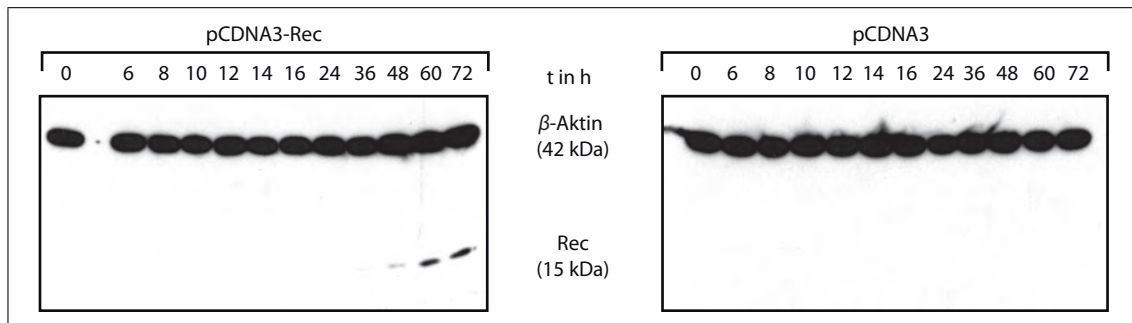 pCDNA3-Rec
0 6 8 10 12 14 16 24 36 48 60 72
t in h
β-Aktin
(42 kDa)
Rec
(15 kDa)
pCDNA3
0 6 8 10 12 14 16 24 36 48 60 72